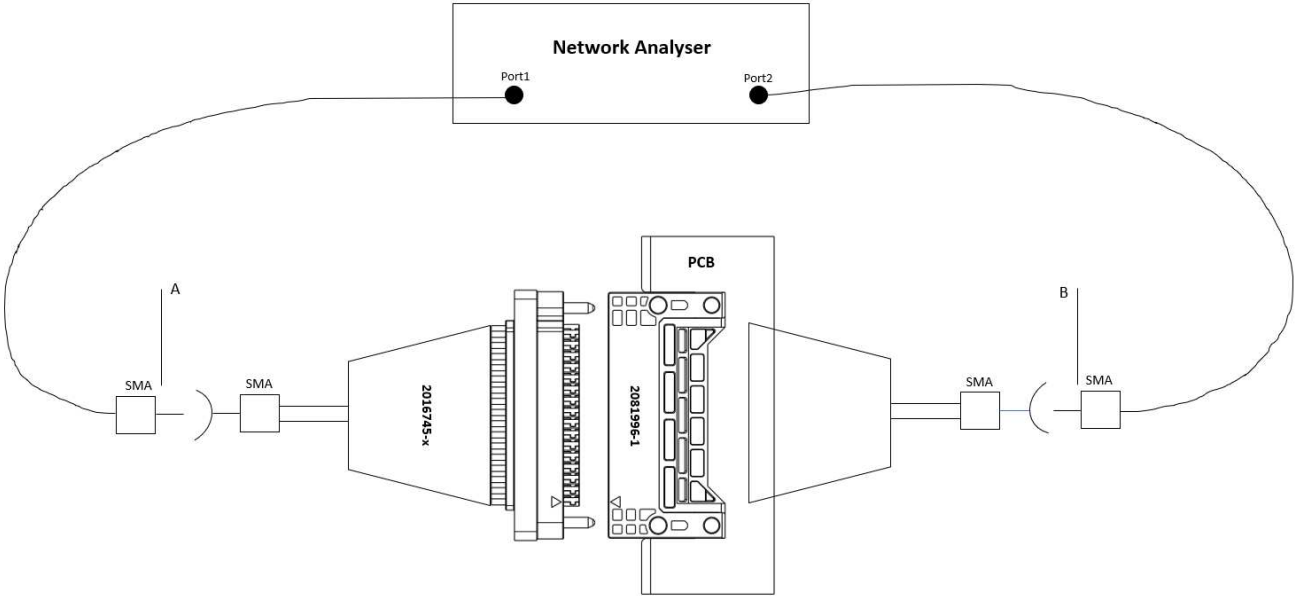 Network Analyser
Port1
Port2
PCB
A
B
SMA
SMA
SMA
SMA
2016745-x
2081996-1